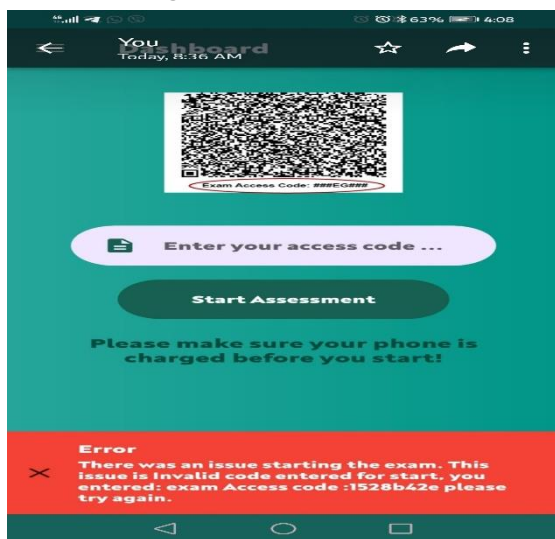 63% 4:08
You
Dashboard
Today, 8:36 AM
Exam Access Code: ###EG###
Enter your access code ...
Start Assessment
Please make sure your phone is
charged before you start!
Error
There was an issue starting the exam. This
issue is Invalid code entered for start, you
entered: exam Access code :1528b42e please
try again.